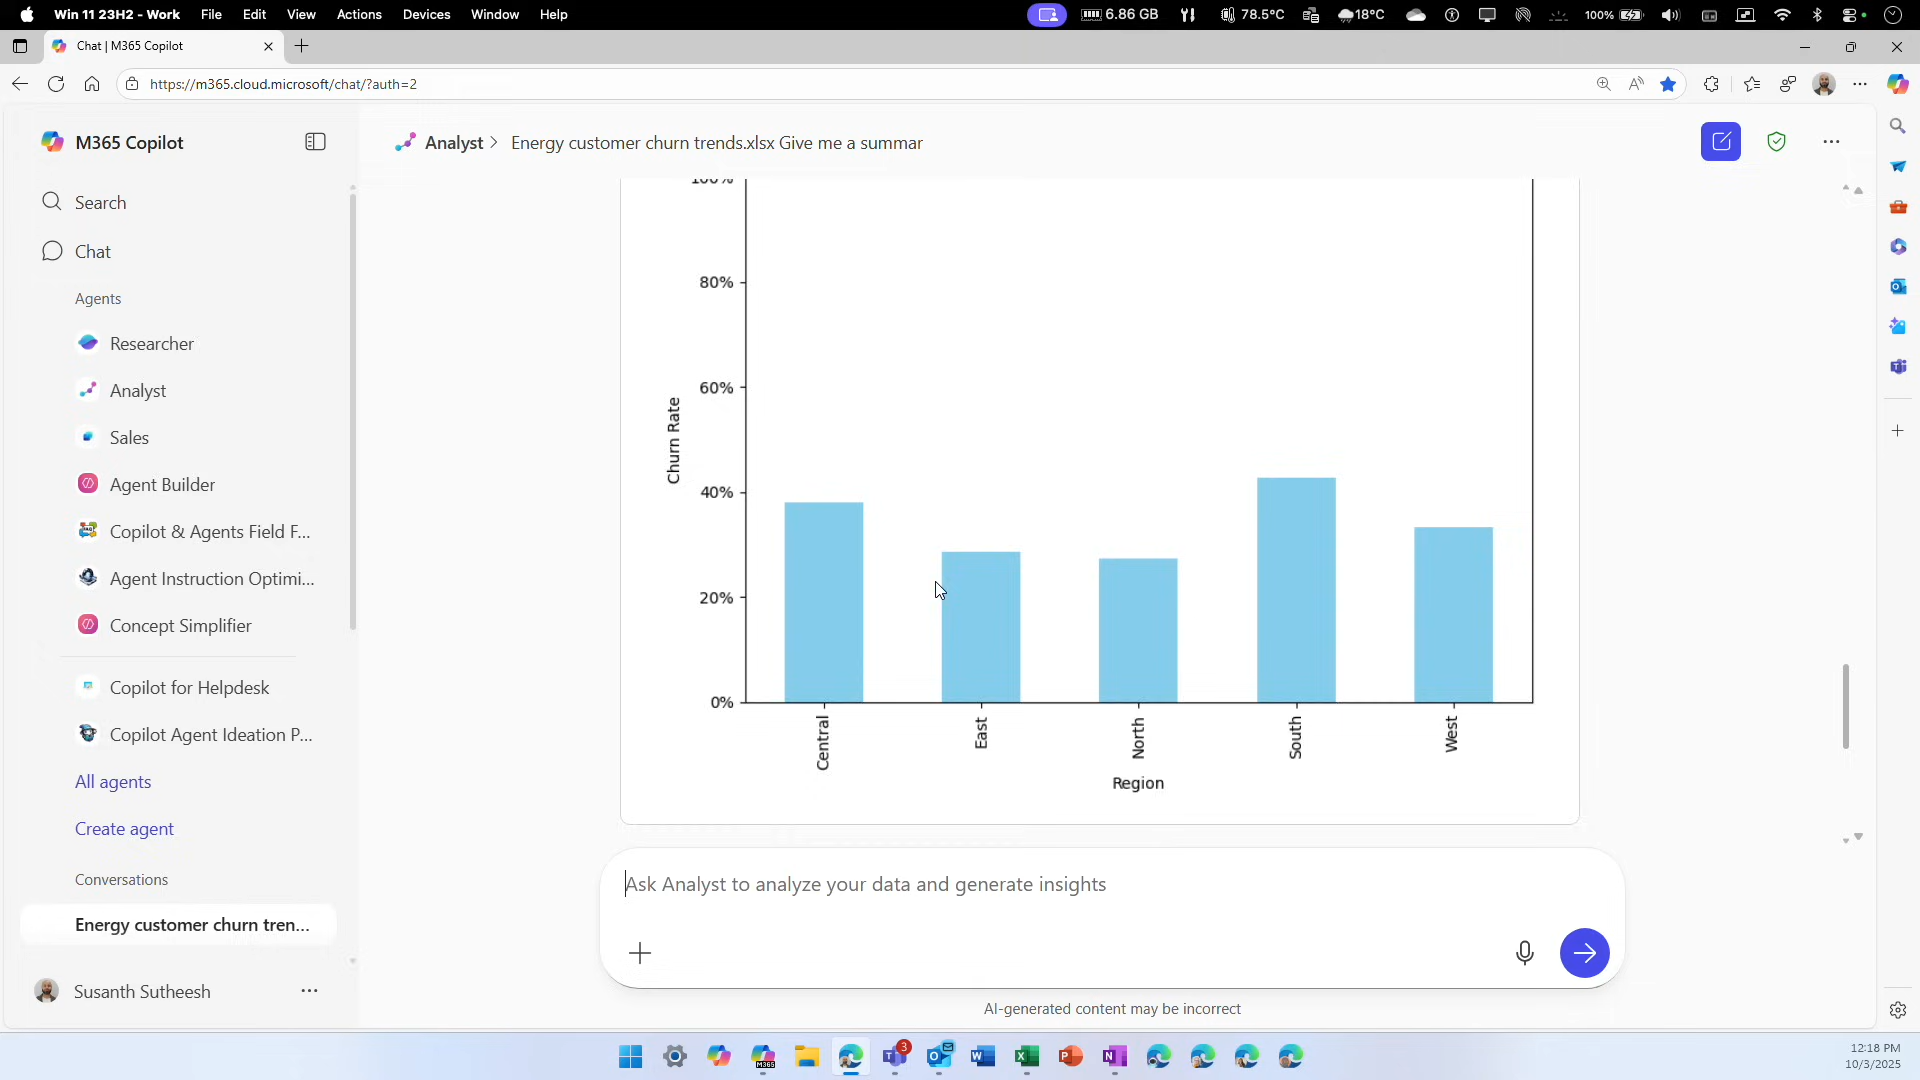 Win 11 23H2 - Work File Edit View Actions Devices Window Help 6.86 GB 78.5°C 18°C 100%
Chat | M365 Copilot
https://m365.cloud.microsoft/chat/?auth=2
M365 Copilot
Search
Chat
Agents
Researcher
Analyst
Sales
Agent Builder
Copilot & Agents Field F...
Agent Instruction Optimi...
Concept Simplifier
Copilot for Helpdesk
Copilot Agent Ideation P...
All agents
Create agent
Conversations
Energy customer churn tren...
Susanth Sutheesh
Analyst > Energy customer churn trends.xlsx Give me a summar
100%
80%
60%
40%
20%
0%
Churn Rate
Central
East
North
South
West
Region
Ask Analyst to analyze your data and generate insights
AI-generated content may be incorrect
3
M365
12:18 PM
10/3/2025